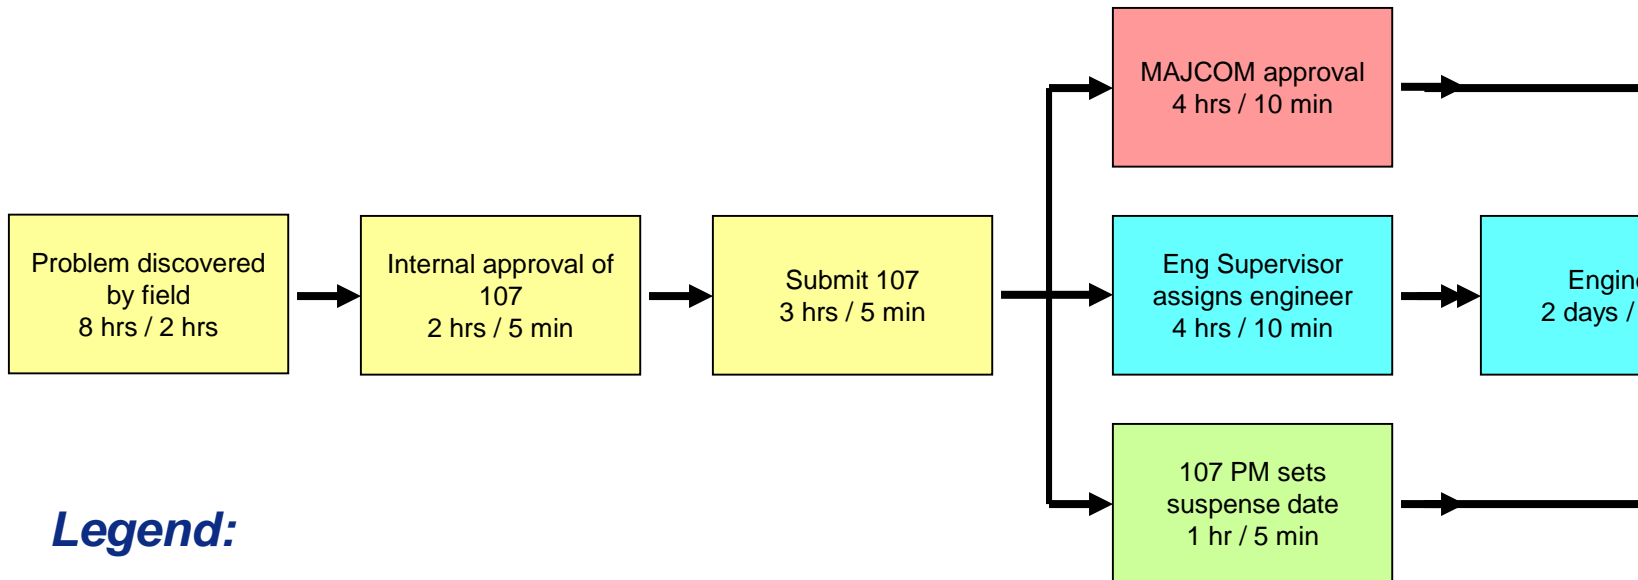 MAJCOM approval
4 hrs / 10 min
Problem discovered
by field
8 hrs / 2 hrs
Internal approval of
107
2 hrs / 5 min
Submit 107
3 hrs / 5 min
Eng Supervisor
assigns engineer
4 hrs / 10 min
2 days /
107 PM sets
suspense date
1 hr / 5 min
Legend: